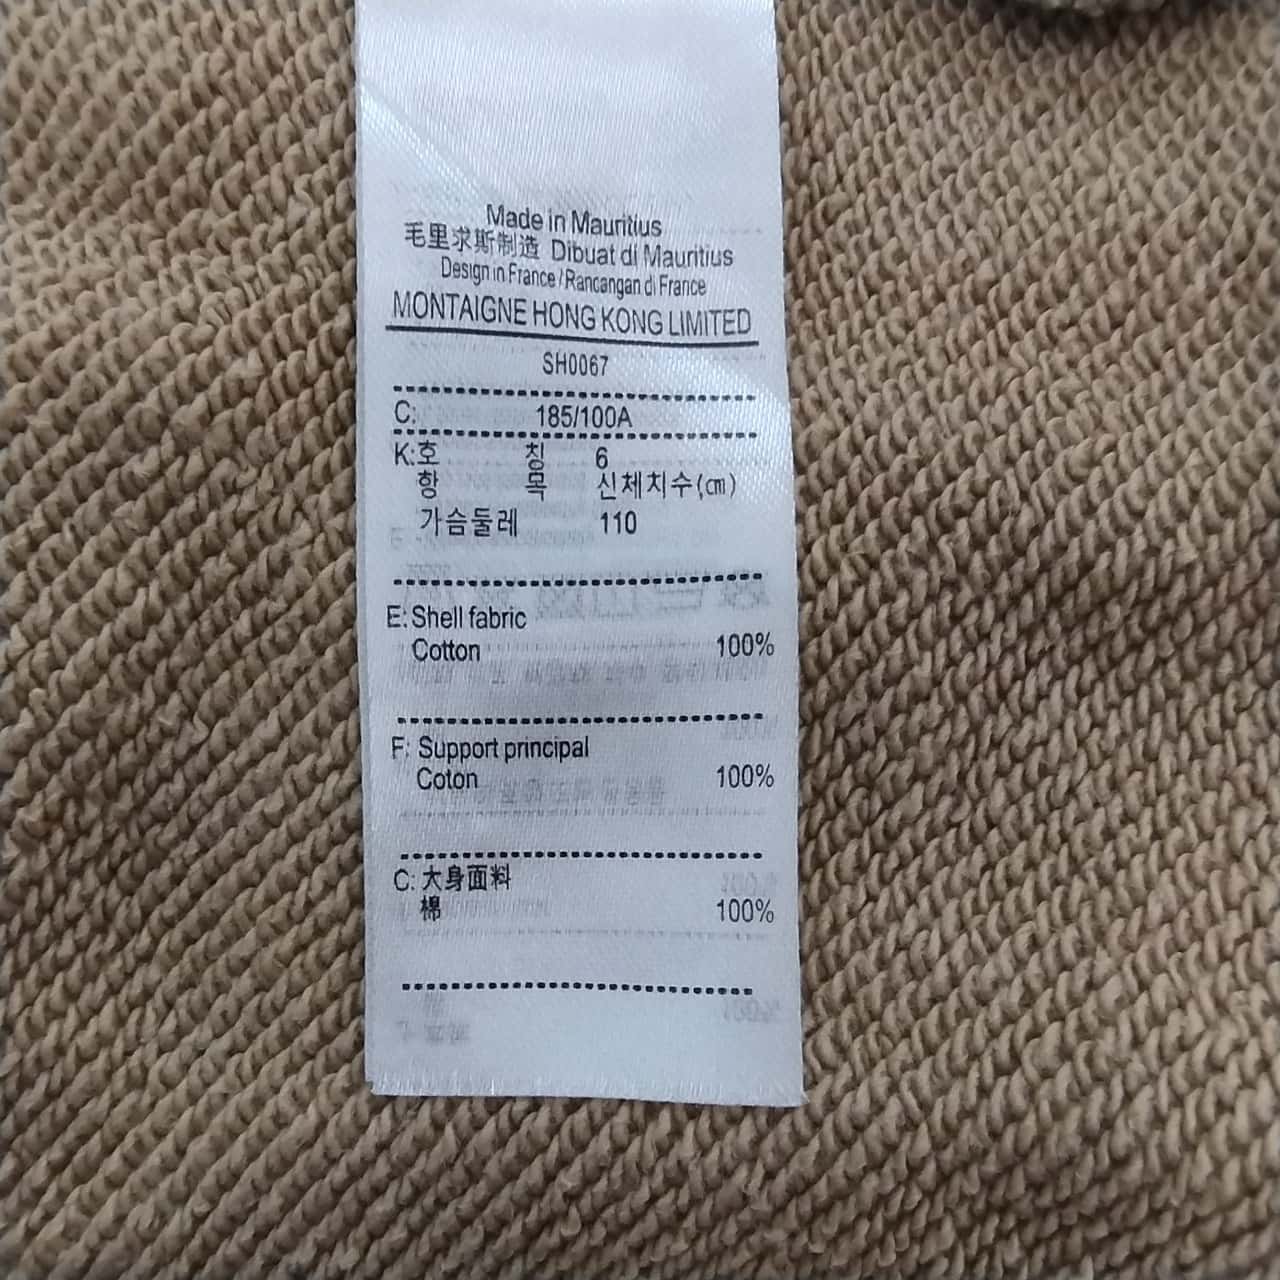 Made in Mauritius
毛里求斯制造 Dibuat di Mauritius
Design in France / Rancangan di France
MONTAIGNE HONG KONG LIMITED
SH0067
C: 185/100A
K: 호 칭 6
항 목 신체치수(㎝)
가슴둘레 110
E: Shell fabric
Cotton 100%
F: Support principal
Coton 100%
C: 大身面料
棉 100%